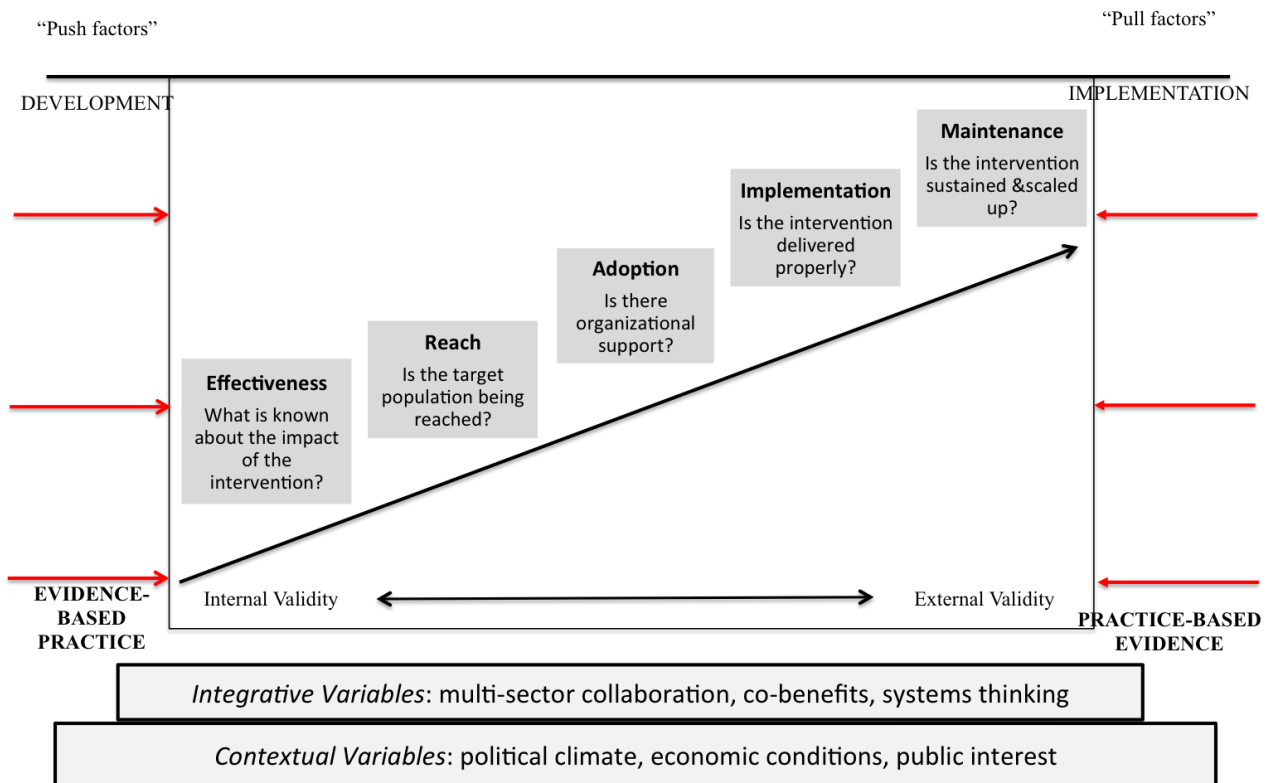 “Push factors”
“Pull factors”
DEVELOPMENT
IMPLEMENTATION
Maintenance
Is the intervention
sustained &scaled
up?
Implementation
Is the intervention
delivered
properly?
Adoption
Is there
organizational
support?
Reach
Is the target
population being
reached?
Effectiveness
What is known
about the impact
of the
intervention?
EVIDENCE-
BASED
PRACTICE
Internal Validity
External Validity
PRACTICE-BASED
EVIDENCE
Integrative Variables: multi-sector collaboration, co-benefits, systems thinking
Contextual Variables: political climate, economic conditions, public interest